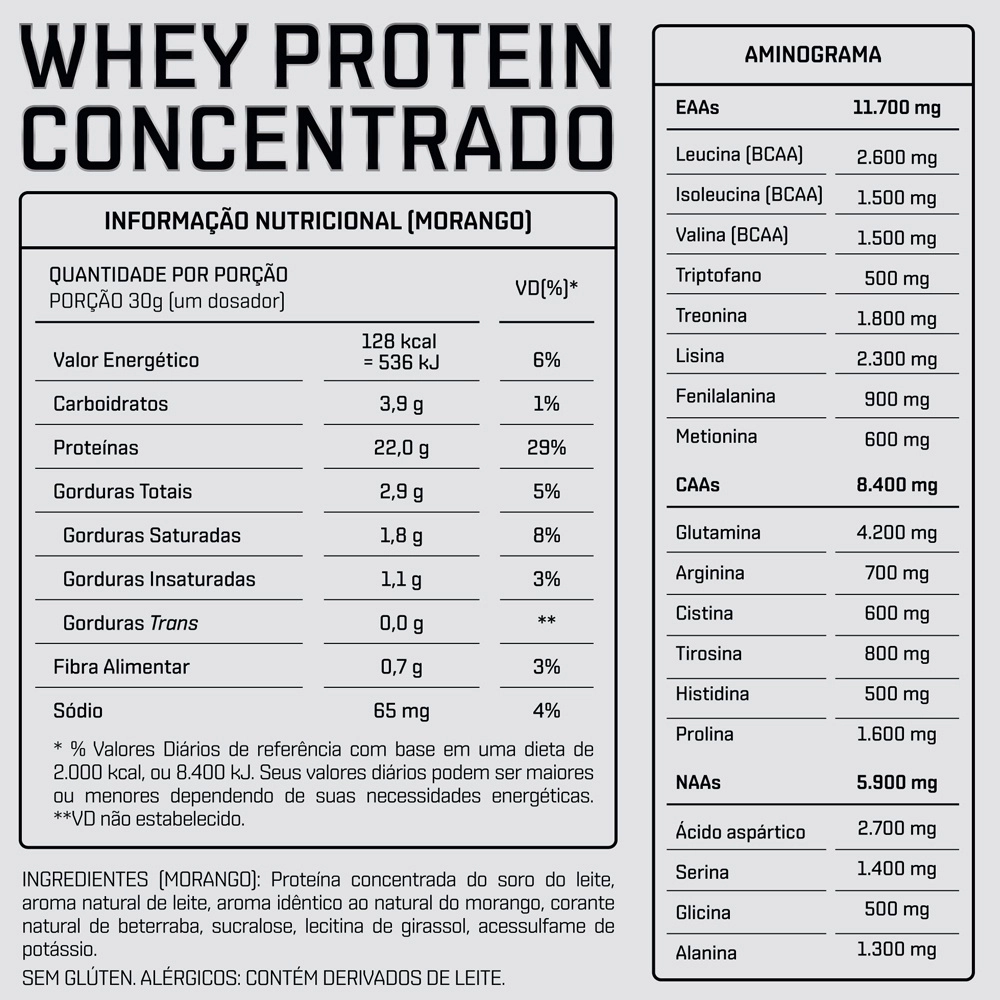 WHEY PROTEIN
CONCENTRADO
INFORMAÇÃO NUTRICIONAL (MORANGO)
QUANTIDADE POR PORÇÃO
PORÇÃO 30g (um dosador)
VD(%)*
Valor Energético 128 kcal = 536 kJ 6%
Carboidratos 3,9 g 1%
Proteínas 22,0 g 29%
Gorduras Totais 2,9 g 5%
Gorduras Saturadas 1,8 g 8%
Gorduras Insaturadas 1,1 g 3%
Gorduras Trans 0,0 g **
Fibra Alimentar 0,7 g 3%
Sódio 65 mg 4%
* % Valores Diários de referência com base em uma dieta de
2.000 kcal, ou 8.400 kJ. Seus valores diários podem ser maiores
ou menores dependendo de suas necessidades energéticas.
**VD não estabelecido.
INGREDIENTES (MORANGO): Proteína concentrada do soro do leite,
aroma natural de leite, aroma idêntico ao natural do morango, corante
natural de beterraba, sucralose, lecitina de girassol, acessulfame de
potássio.
SEM GLÚTEN. ALÉRGICOS: CONTÉM DERIVADOS DE LEITE.
AMINOGRAMA
EAAs 11.700 mg
Leucina (BCAA) 2.600 mg
Isoleucina (BCAA) 1.500 mg
Valina (BCAA) 1.500 mg
Triptofano 500 mg
Treonina 1.800 mg
Lisina 2.300 mg
Fenilalanina 900 mg
Metionina 600 mg
CAAs 8.400 mg
Glutamina 4.200 mg
Arginina 700 mg
Cistina 600 mg
Tirosina 800 mg
Histidina 500 mg
Prolina 1.600 mg
NAAs 5.900 mg
Ácido aspártico 2.700 mg
Serina 1.400 mg
Glicina 500 mg
Alanina 1.300 mg